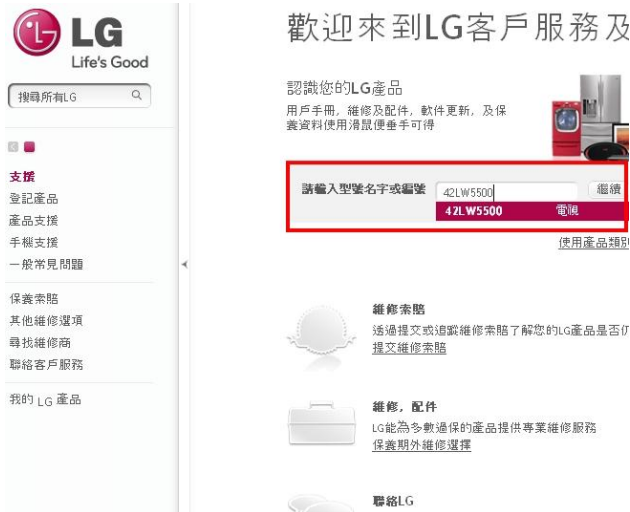 LG
LG
Life's Good
搜尋所有LG
支援
登記產品
產品支援
手機支援
一般常見問題
保養索賠
其他維修選項
尋找維修商
聯絡客戶服務
我的 LG 產品
歡迎來到LG客戶服務及
認識您的LG產品
用戶手冊, 維修及配件, 軟件更新, 及保
養資料使用滑鼠便垂手可得
請輸入型號名字或編號
42LW5500
繼續
42LW5500 電視
使用產品類別
維修索賠
透過提交或追蹤維修索賠了解您的LG產品是否仍
提交維修索賠
維修, 配件
LG能為多數過保的產品提供專業維修服務
保養期外維修選擇
聯絡LG